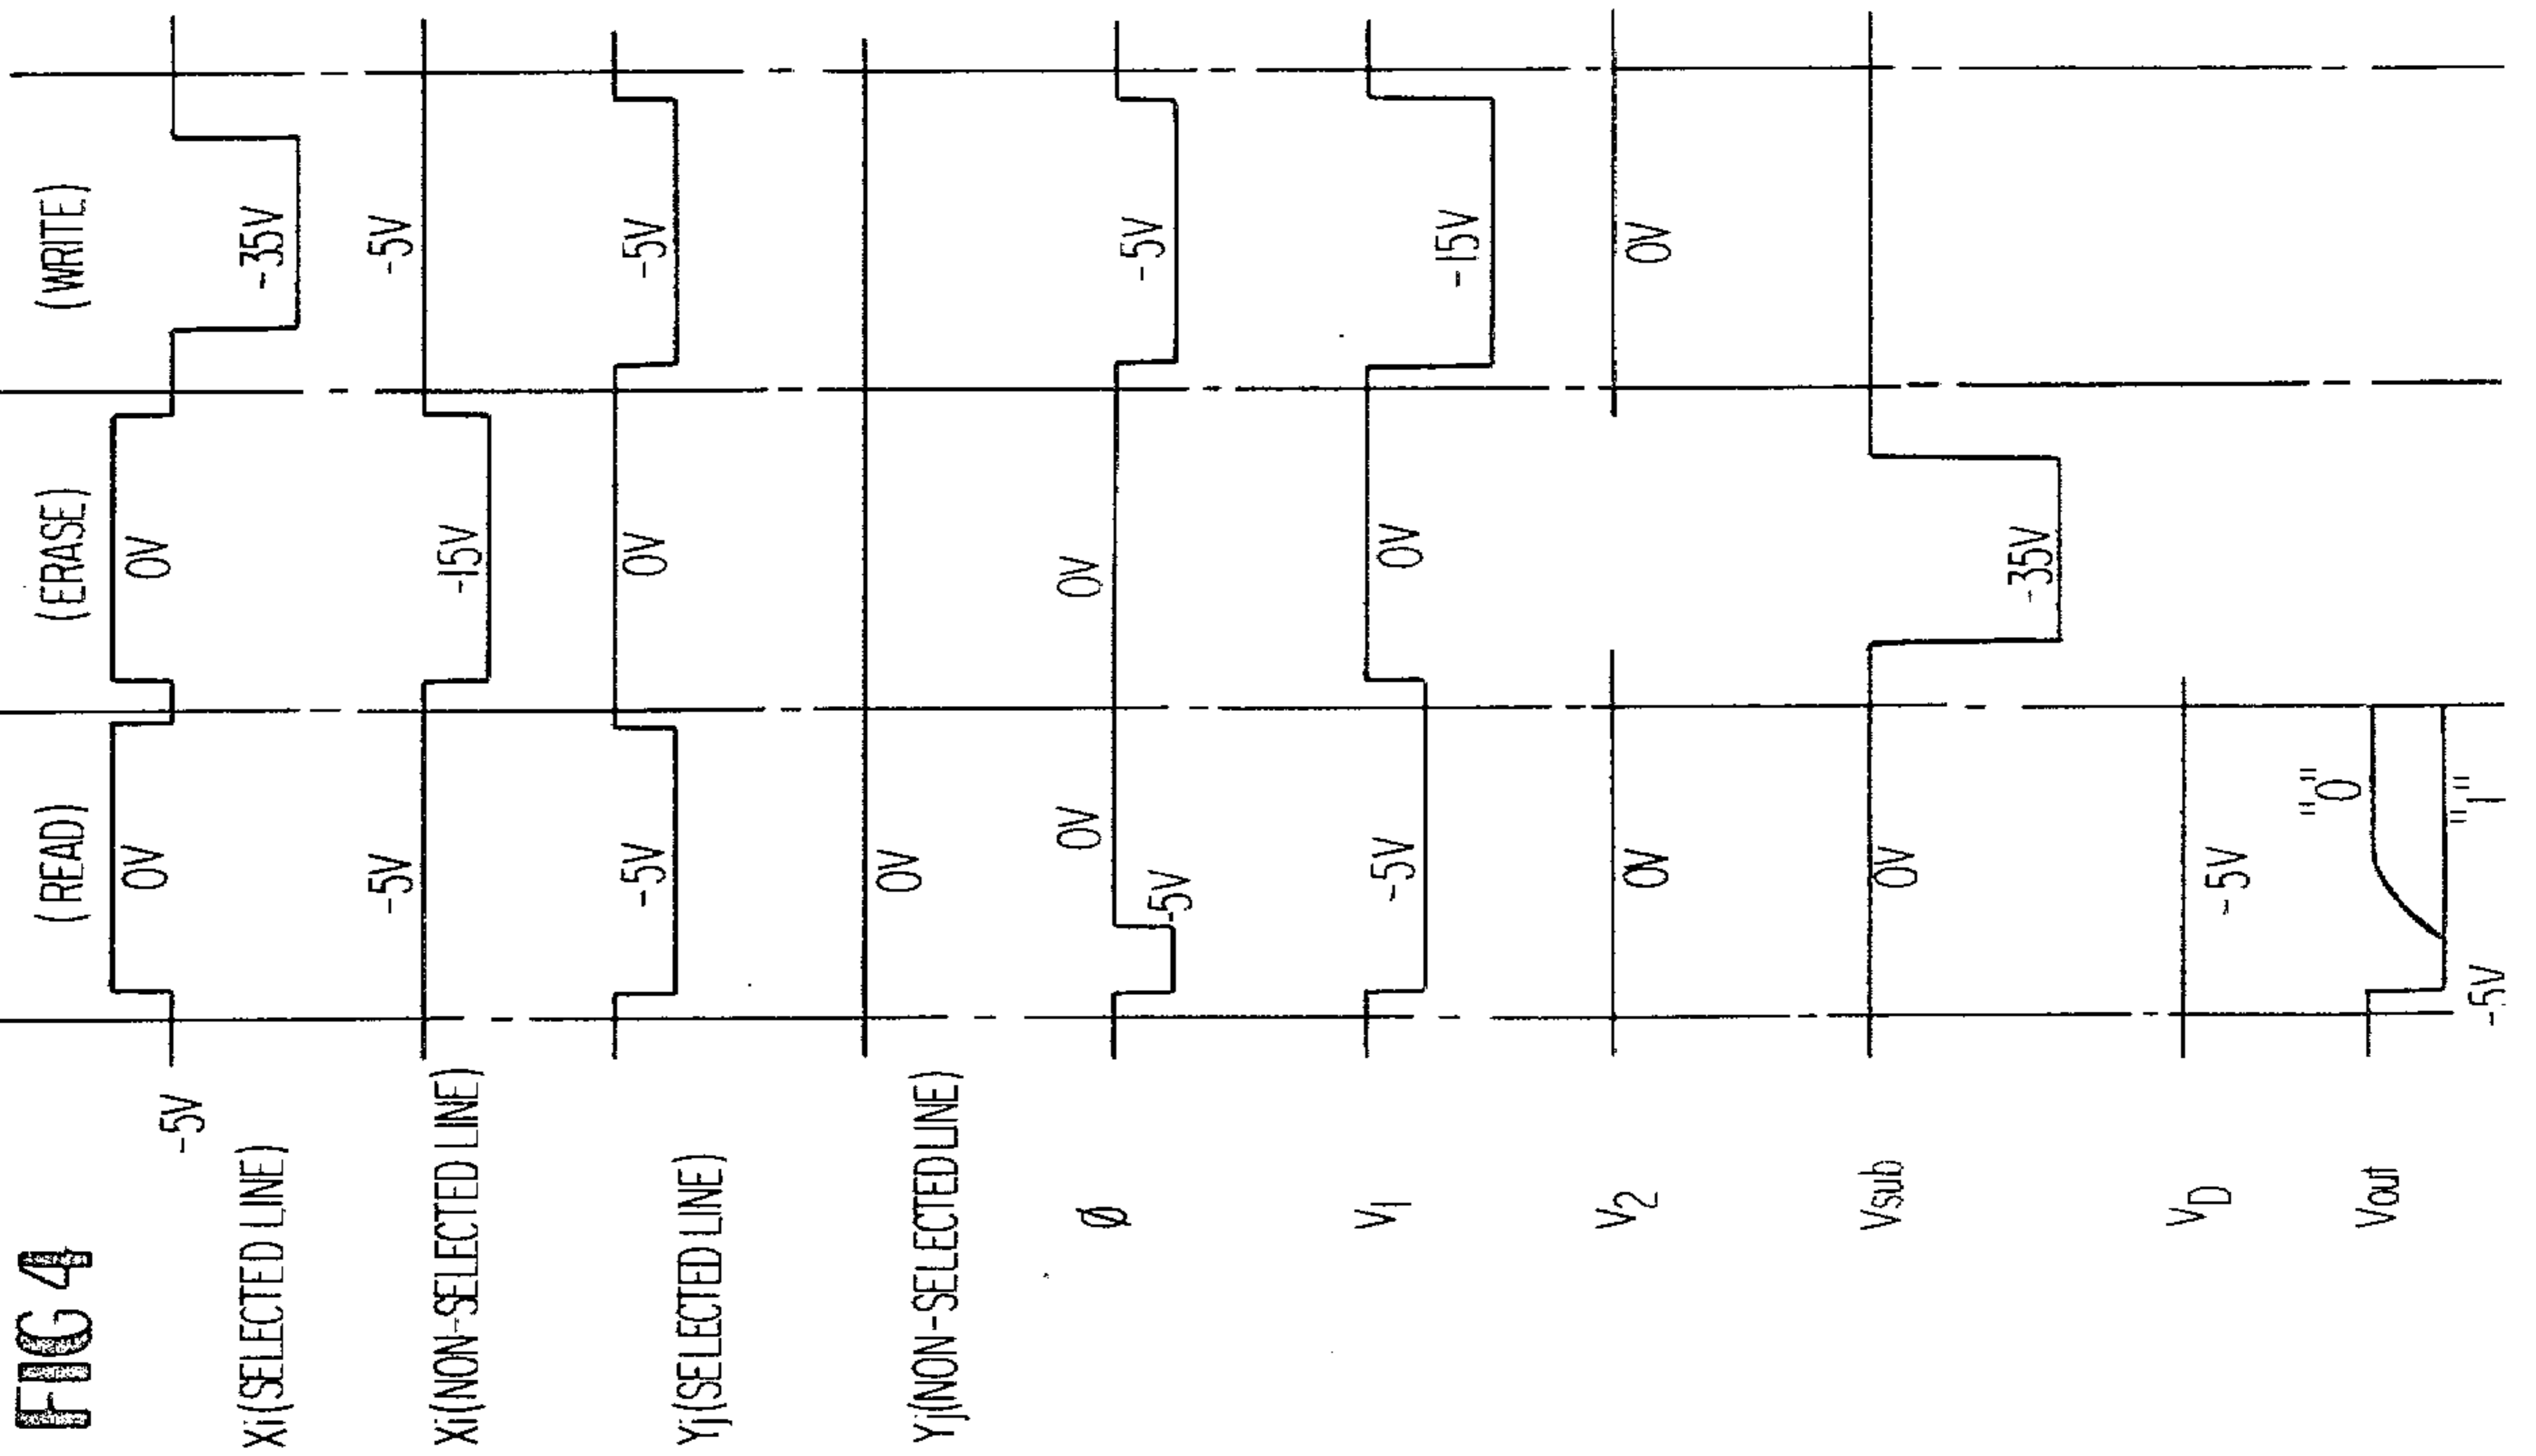 FIG 4
(READ) (ERASE) (WRITE)
-5V 0V 0V -35V
Xi(SELECTED LINE)
-5V -15V -5V
Xi(NON-SELECTED LINE)
-5V 0V -5V
Yj(SELECTED LINE)
0V
Yj(NON-SELECTED LINE)
Ø 0V 0V -5V
-5V
V1 -5V 0V -15V
V2 0V 0V
Vsub 0V -35V
VD -5V
Vout "0"
-5V "1"